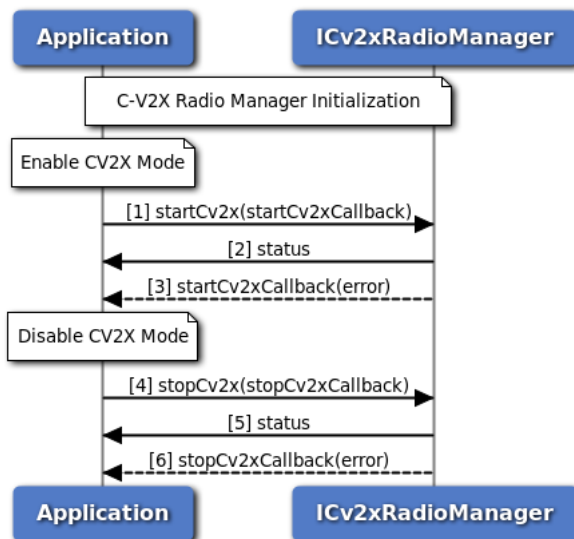 Application
ICv2xRadioManager
C-V2X Radio Manager Initialization
Enable CV2X Mode
[1] startCv2x(startCv2xCallback)
[2] status
[3] startCv2xCallback(error)
Disable CV2X Mode
[4] stopCv2x(stopCv2xCallback)
[5] status
[6] stopCv2xCallback(error)
Application
ICv2xRadioManager